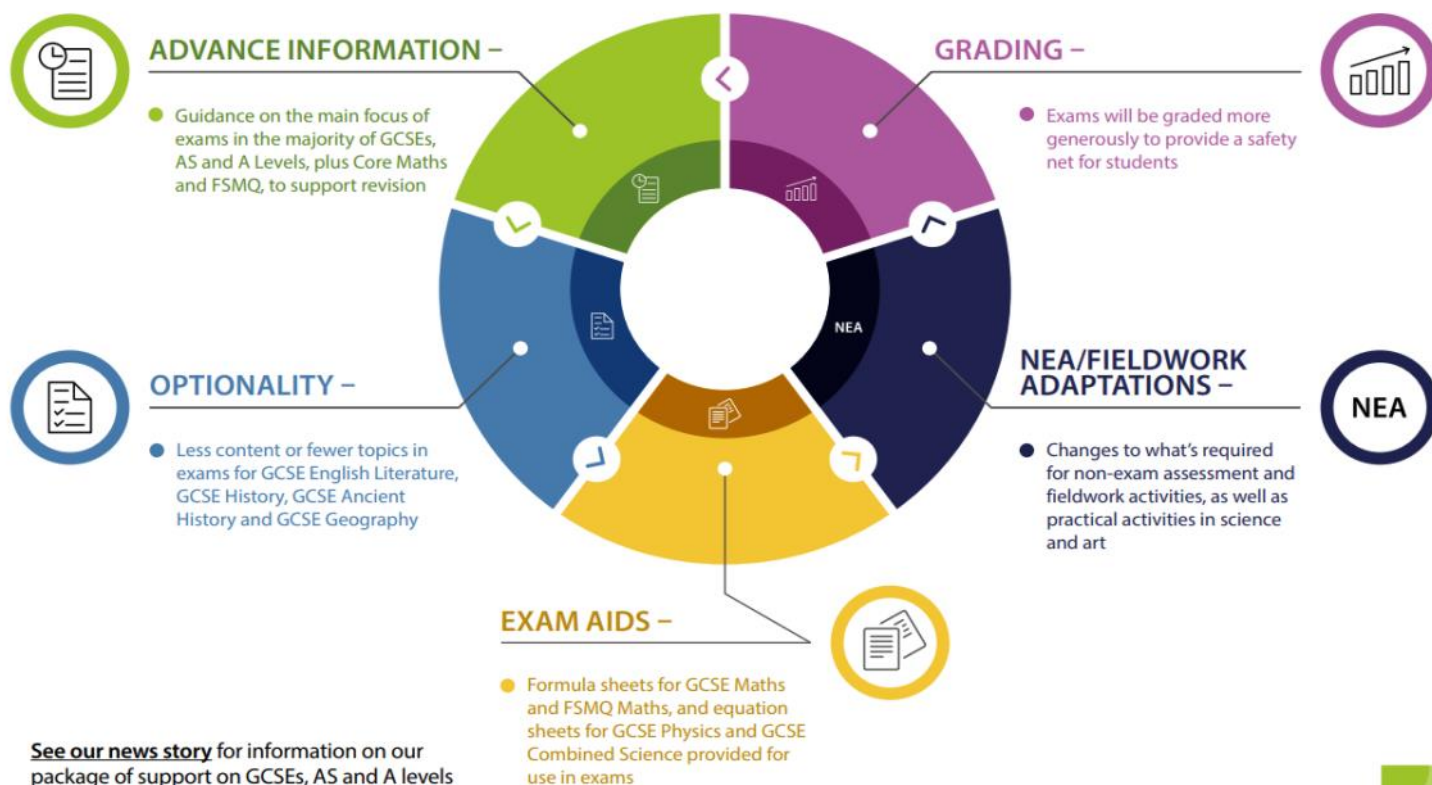 ADVANCE INFORMATION –
Guidance on the main focus of
exams in the majority of GCSEs,
AS and A Levels, plus Core Maths
and FSMQ, to support revision
GRADING –
Exams will be graded more
generously to provide a safety
net for students
OPTIONALITY –
Less content or fewer topics in
exams for GCSE English Literature,
GCSE History, GCSE Ancient
History and GCSE Geography
NEA
NEA/FIELDWORK
ADAPTATIONS –
NEA
Changes to what's required
for non-exam assessment and
fieldwork activities, as well as
practical activities in science
and art
EXAM AIDS –
Formula sheets for GCSE Maths
and FSMQ Maths, and equation
sheets for GCSE Physics and GCSE
Combined Science provided for
use in exams
See our news story for information on our
package of support on GCSEs, AS and A levels